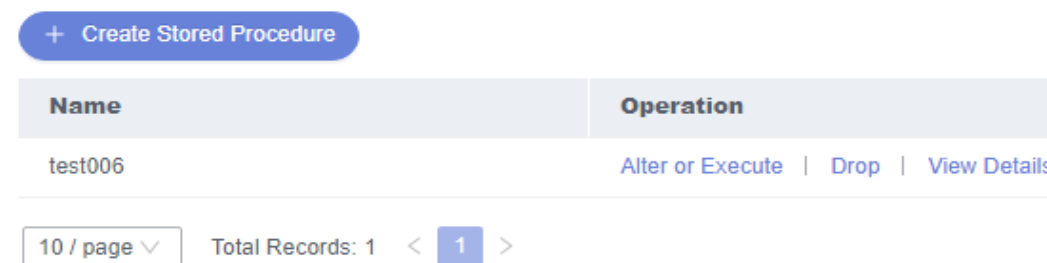 + Create Stored Procedure
Name Operation
test006 Alter or Execute | Drop | View Details
10 / page Total Records: 1 < 1 >